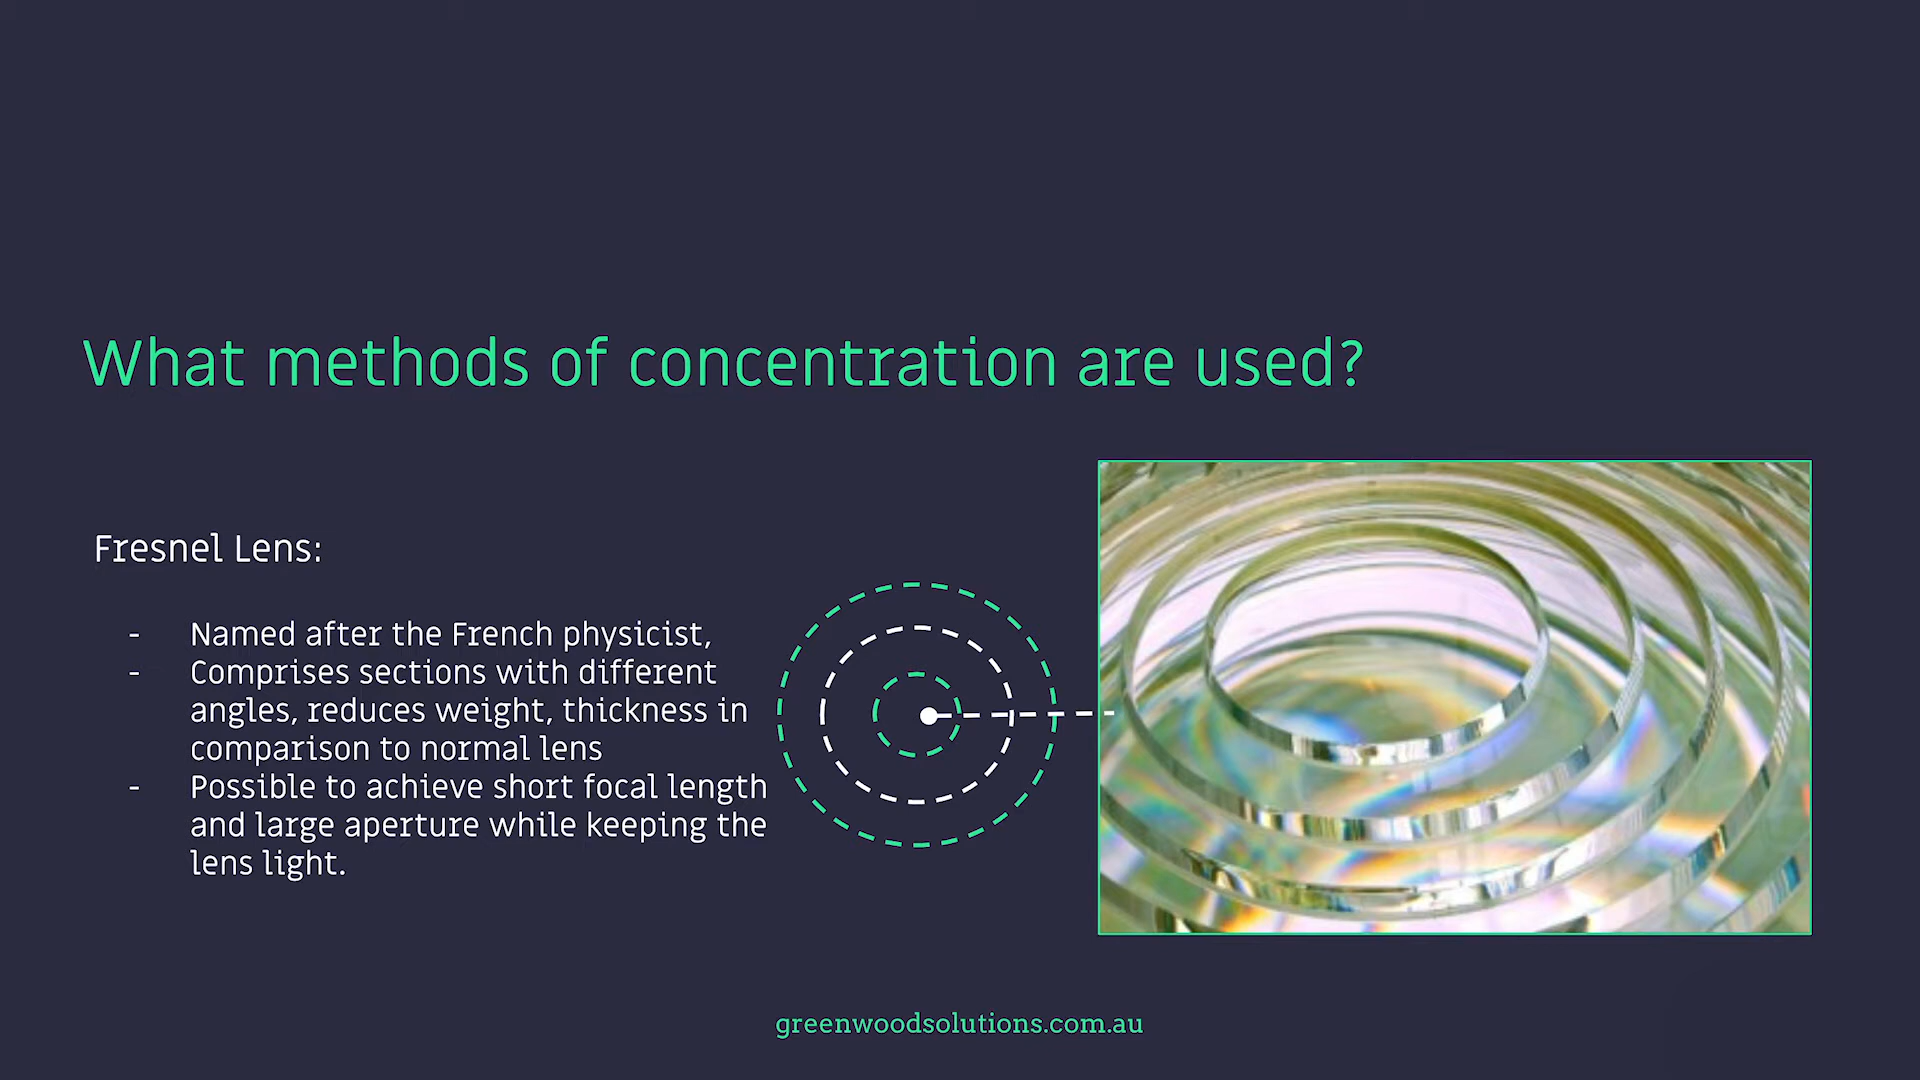 What methods of concentration are used?
Fresnel Lens:
- Named after the French physicist,
- Comprises sections with different
angles, reduces weight, thickness in
comparison to normal lens
- Possible to achieve short focal length
and large aperture while keeping the
lens light.
greenwoodsolutions.com.au